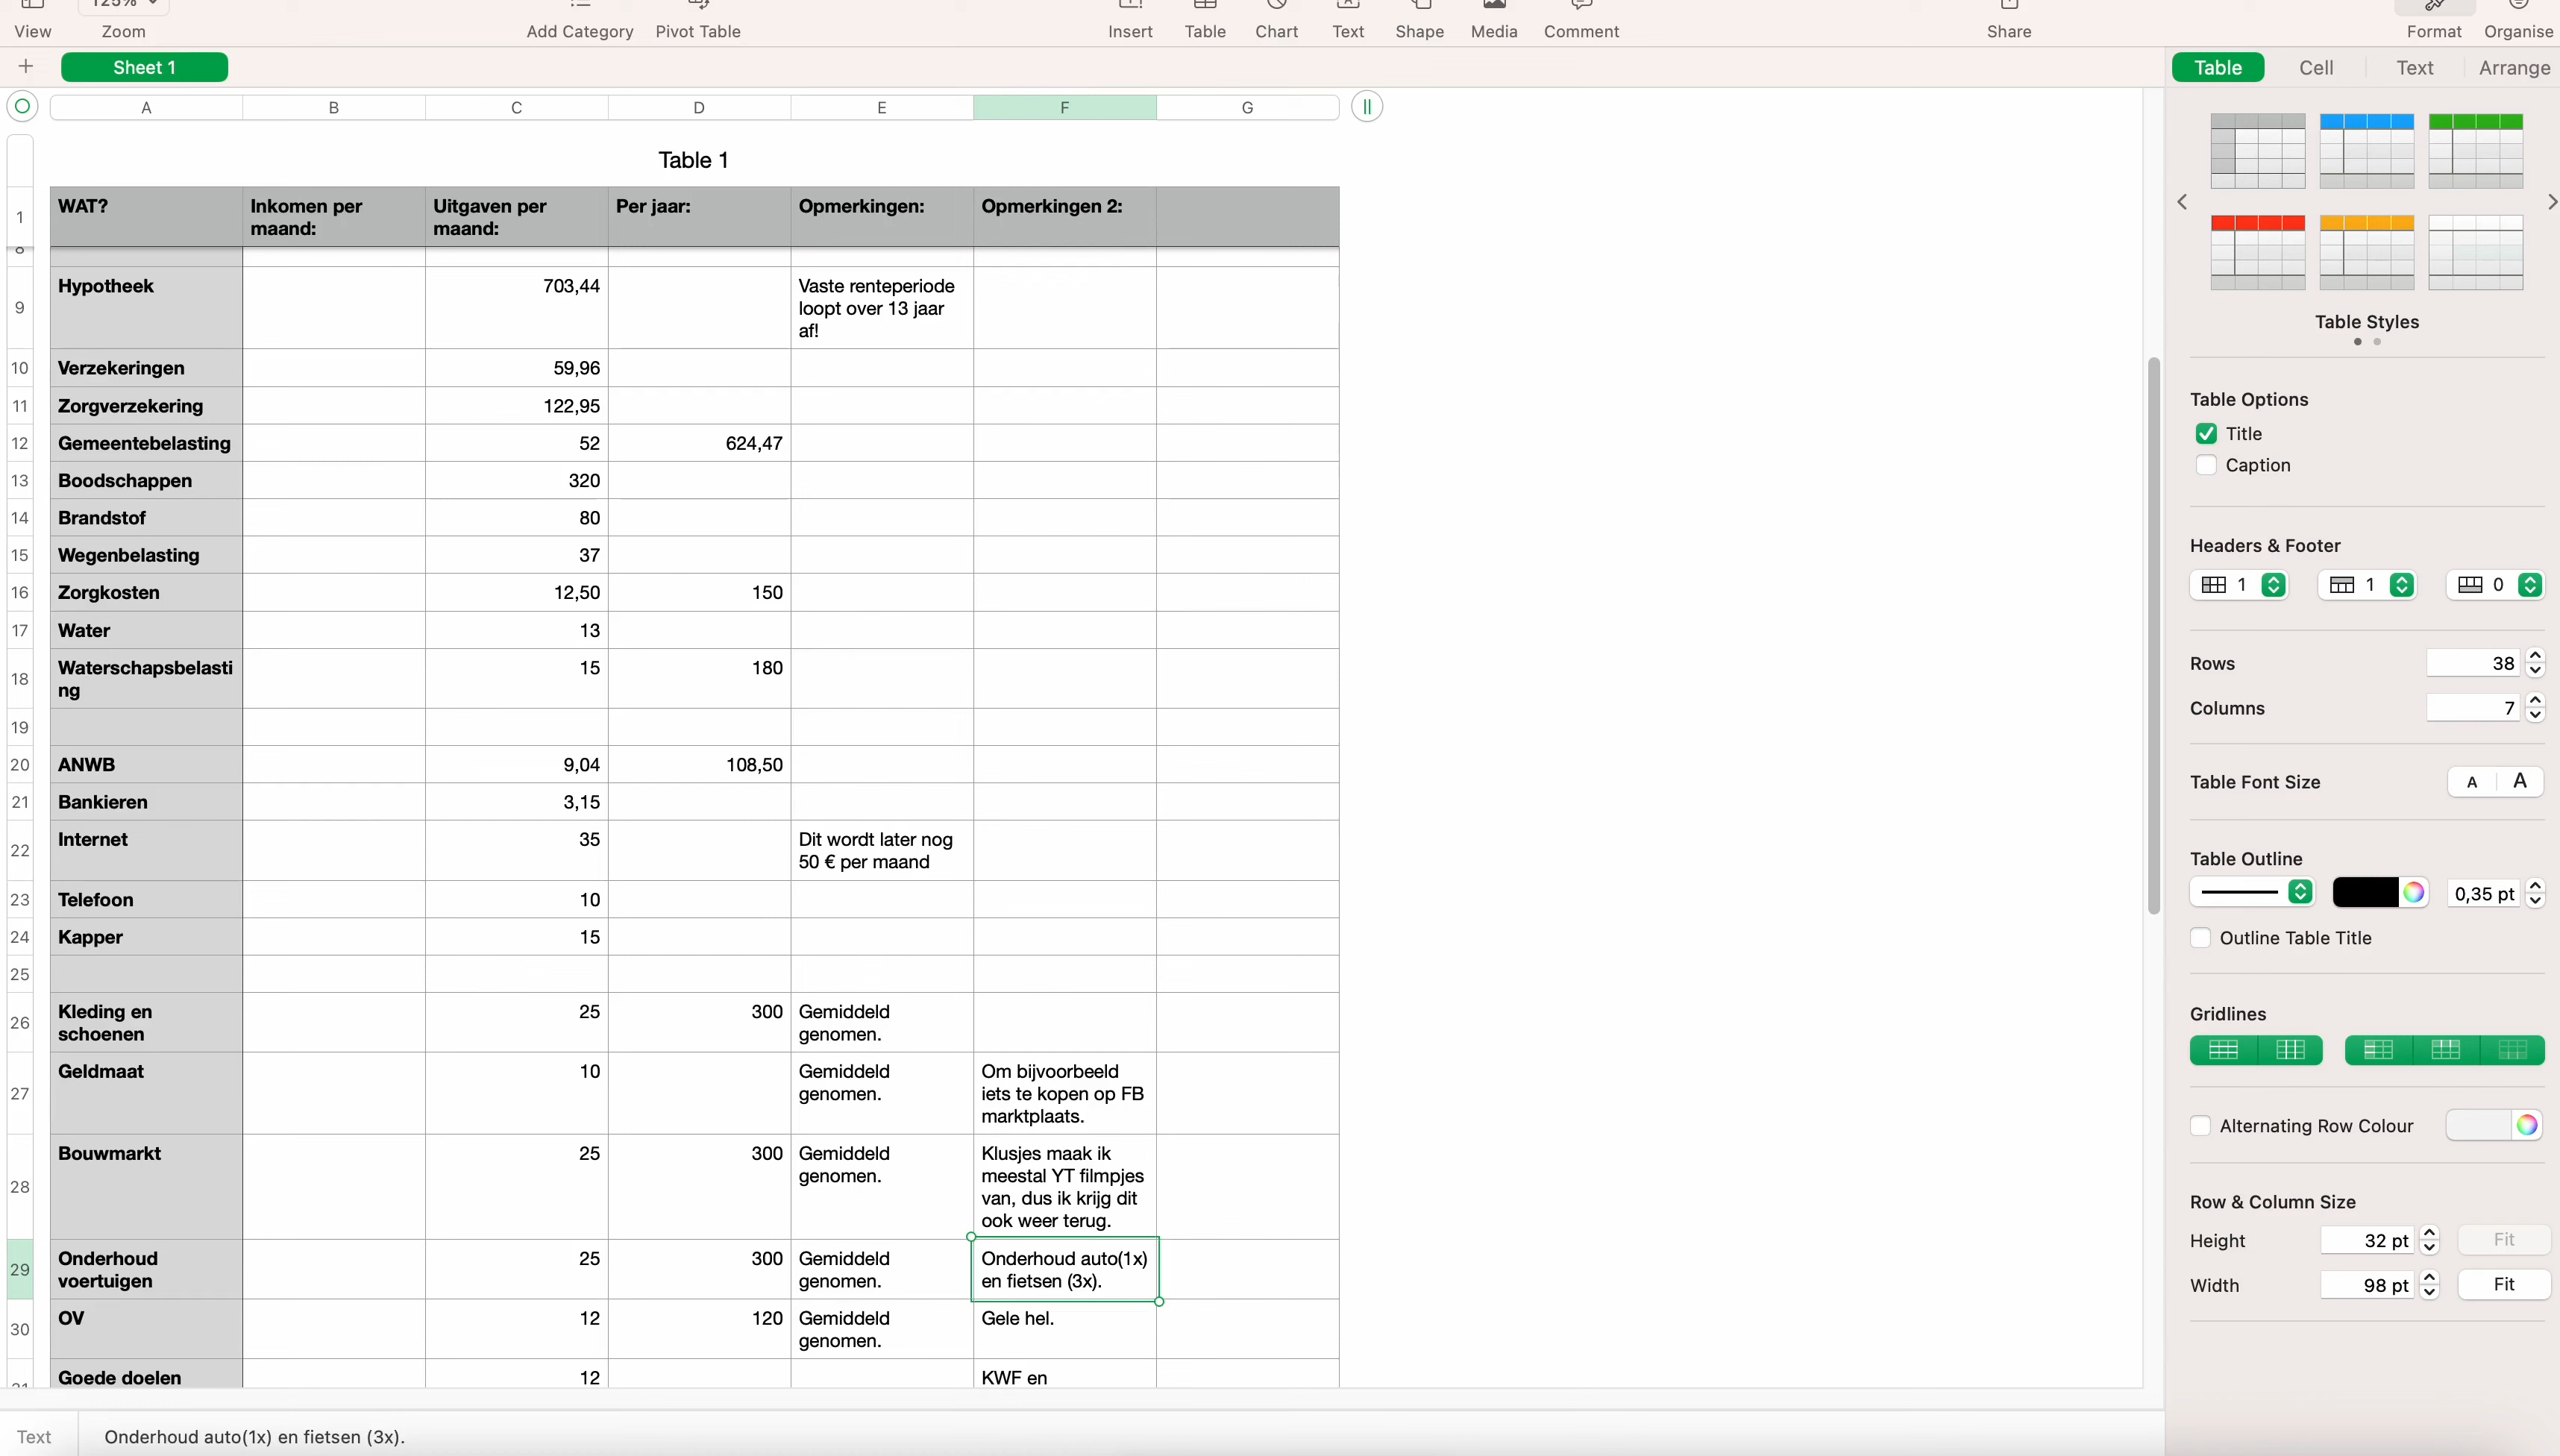 125%
View
Zoom
Add Category
Pivot Table
Insert
Table
Chart
Text
Shape
Media
Comment
Share
Format
Organise
+
Sheet 1
Table
Cell
Text
Arrange
A B C D E F G
Table 1
1
WAT?
Inkomen per
maand:
Uitgaven per
maand:
Per jaar:
Opmerkingen:
Opmerkingen 2:
8
9
Hypotheek
703,44
Vaste renteperiode
loopt over 13 jaar
af!
10 Verzekeringen 59,96
11 Zorgverzekering 122,95
12 Gemeentebelasting 52 624,47
13 Boodschappen 320
14 Brandstof 80
15 Wegenbelasting 37
16 Zorgkosten 12,50 150
17 Water 13
18
Waterschapsbelasti
ng
15 180
19
20 ANWB 9,04 108,50
21 Bankieren 3,15
22
Internet
35
Dit wordt later nog
50 € per maand
23 Telefoon 10
24 Kapper 15
25
26
Kleding en
schoenen
25 300
Gemiddeld
genomen.
27
Geldmaat
10
Gemiddeld
genomen.
Om bijvoorbeeld
iets te kopen op FB
marktplaats.
28
Bouwmarkt
25 300
Gemiddeld
genomen.
Klusjes maak ik
meestal YT filmpjes
van, dus ik krijg dit
ook weer terug.
29
Onderhoud
voertuigen
25 300
Gemiddeld
genomen.
Onderhoud auto(1x)
en fietsen (3x).
30
OV
12 120
Gemiddeld
genomen.
Gele hel.
31
Goede doelen
12
KWF en
Text
Onderhoud auto(1x) en fietsen (3x).
Table Styles
Table Options
Title
Caption
Headers & Footer
1 1 0
Rows 38
Columns 7
Table Font Size A A
Table Outline
0,35 pt
Outline Table Title
Gridlines
Alternating Row Colour
Row & Column Size
Height 32 pt Fit
Width 98 pt Fit